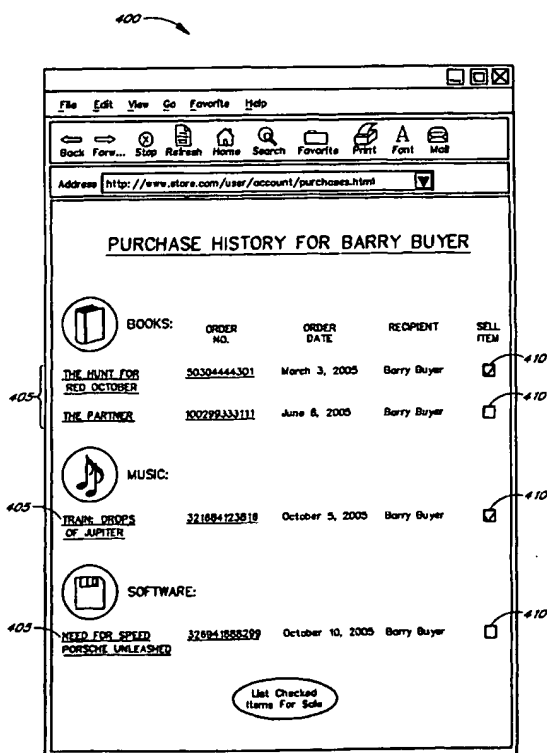 400
File Edit View Go Favorite Help
Back Forw... Stop Refresh Home Search Favorite Print Font Mail
Address http://www.store.com/user/account/purchases.html
PURCHASE HISTORY FOR BARRY BUYER
BOOKS: ORDER NO. ORDER DATE RECIPIENT SELL ITEM
THE HUNT FOR RED OCTOBER 50304444301 March 3, 2005 Barry Buyer 410
405
THE PARTNER 100299333111 June 6, 2005 Barry Buyer 410
MUSIC:
405 TRAIN: DROPS OF JUPITER 321684123816 October 5, 2005 Barry Buyer 410
SOFTWARE:
405 NEED FOR SPEED PORSCHE UNLEASHED 326941888299 October 10, 2005 Barry Buyer 410
List Checked
Items For Sale